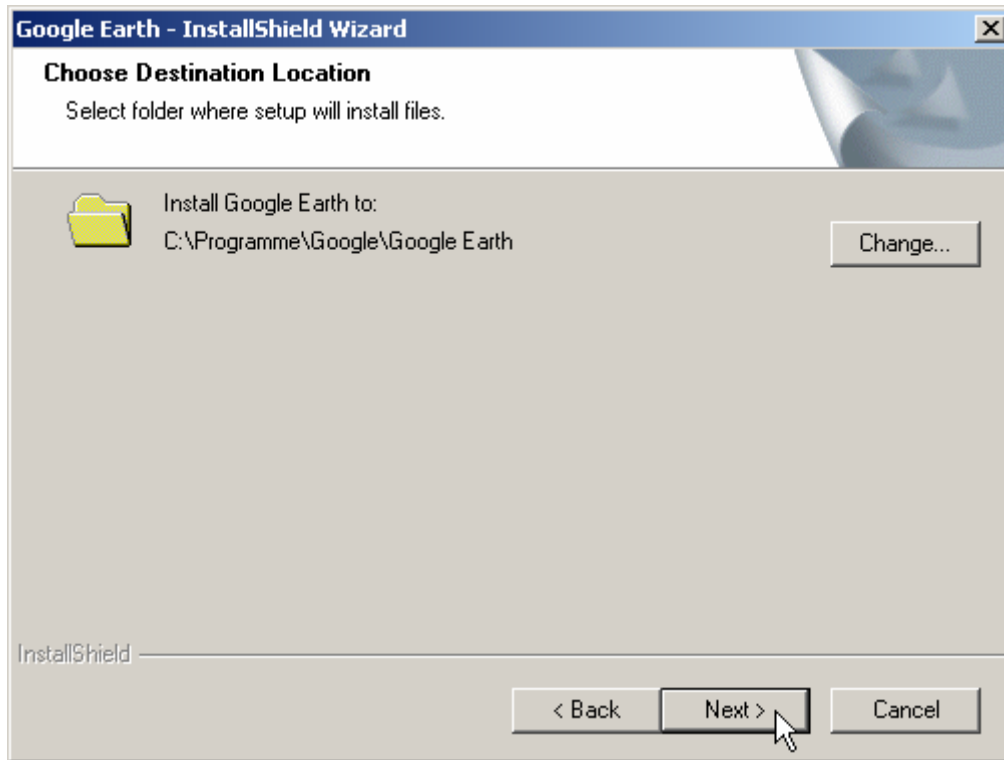 Google Earth - InstallShield Wizard
Choose Destination Location
Select folder where setup will install files.
Install Google Earth to:
C:\Programme\Google\Google Earth
Change...
InstallShield
< Back
Next >
Cancel